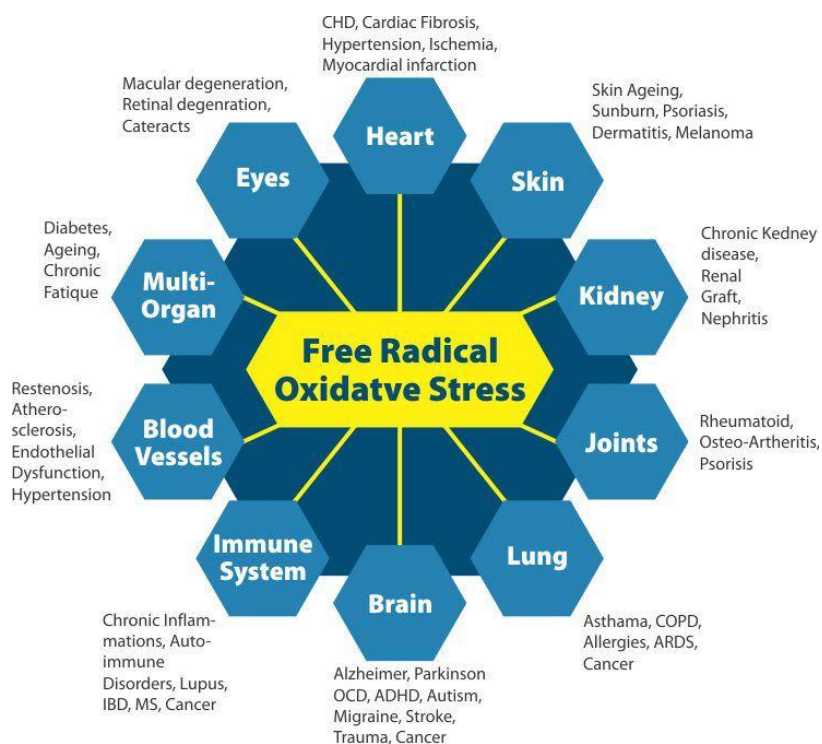 CHD, Cardiac Fibrosis,
Hypertension, Ischemia,
Myocardial infarction
Heart
Macular degeneration,
Retinal degenration,
Cateracts
Eyes
Skin Ageing,
Sunburn, Psoriasis,
Dermatitis, Melanoma
Skin
Diabetes,
Ageing,
Chronic
Fatique
Multi-
Organ
Chronic Kedney
disease,
Renal
Graft,
Nephritis
Kidney
Free Radical
Oxidatve Stress
Restenosis,
Athero-
sclerosis,
Endothelial
Dysfunction,
Hypertension
Blood
Vessels
Joints
Rheumatoid,
Osteo-Artheritis,
Psorisis
Immune
System
Chronic Inflam-
mations, Auto-
immune
Disorders, Lupus,
IBD, MS, Cancer
Brain
Alzheimer, Parkinson
OCD, ADHD, Autism,
Migraine, Stroke,
Trauma, Cancer
Lung
Asthama, COPD,
Allergies, ARDS,
Cancer